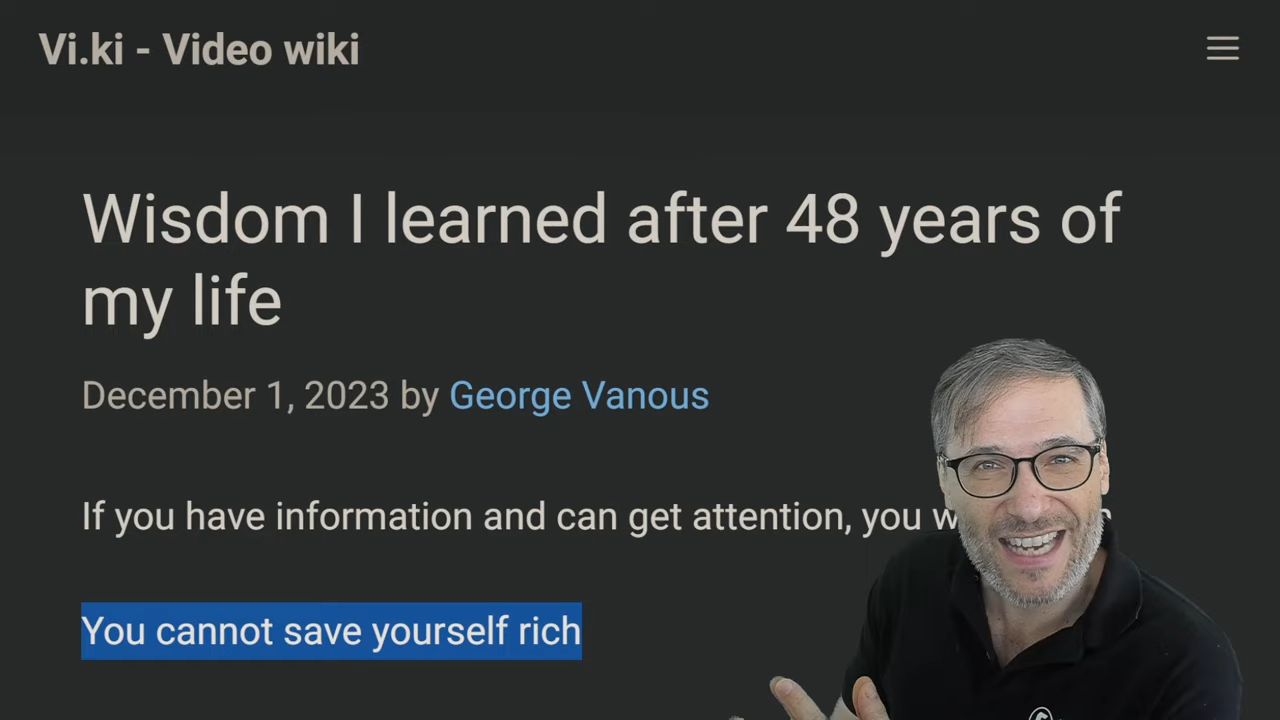 Vi.ki - Video wiki
Wisdom I learned after 48 years of
my life
December 1, 2023 by George Vanous
If you have information and can get attention, you
You cannot save yourself rich